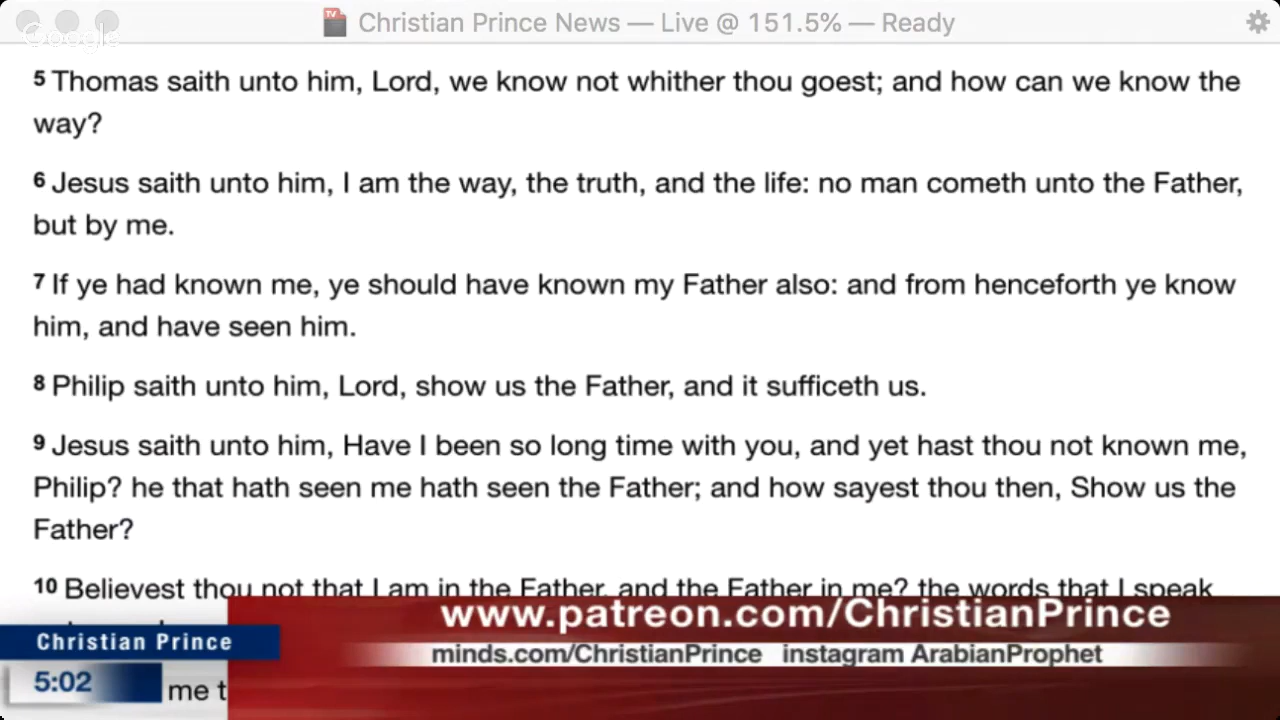 Christian Prince News — Live @ 151.5% — Ready
Google
5 Thomas saith unto him, Lord, we know not whither thou goest; and how can we know the
way?
6 Jesus saith unto him, I am the way, the truth, and the life: no man cometh unto the Father,
but by me.
7 If ye had known me, ye should have known my Father also: and from henceforth ye know
him, and have seen him.
8 Philip saith unto him, Lord, show us the Father, and it sufficeth us.
9 Jesus saith unto him, Have I been so long time with you, and yet hast thou not known me,
Philip? he that hath seen me hath seen the Father; and how sayest thou then, Show us the
Father?
10 Believest thou not that I am in the Father, and the Father in me? the words that I speak
www.patreon.com/ChristianPrince
Christian Prince
minds.com/ChristianPrince instagram ArabianProphet
5:02
me t